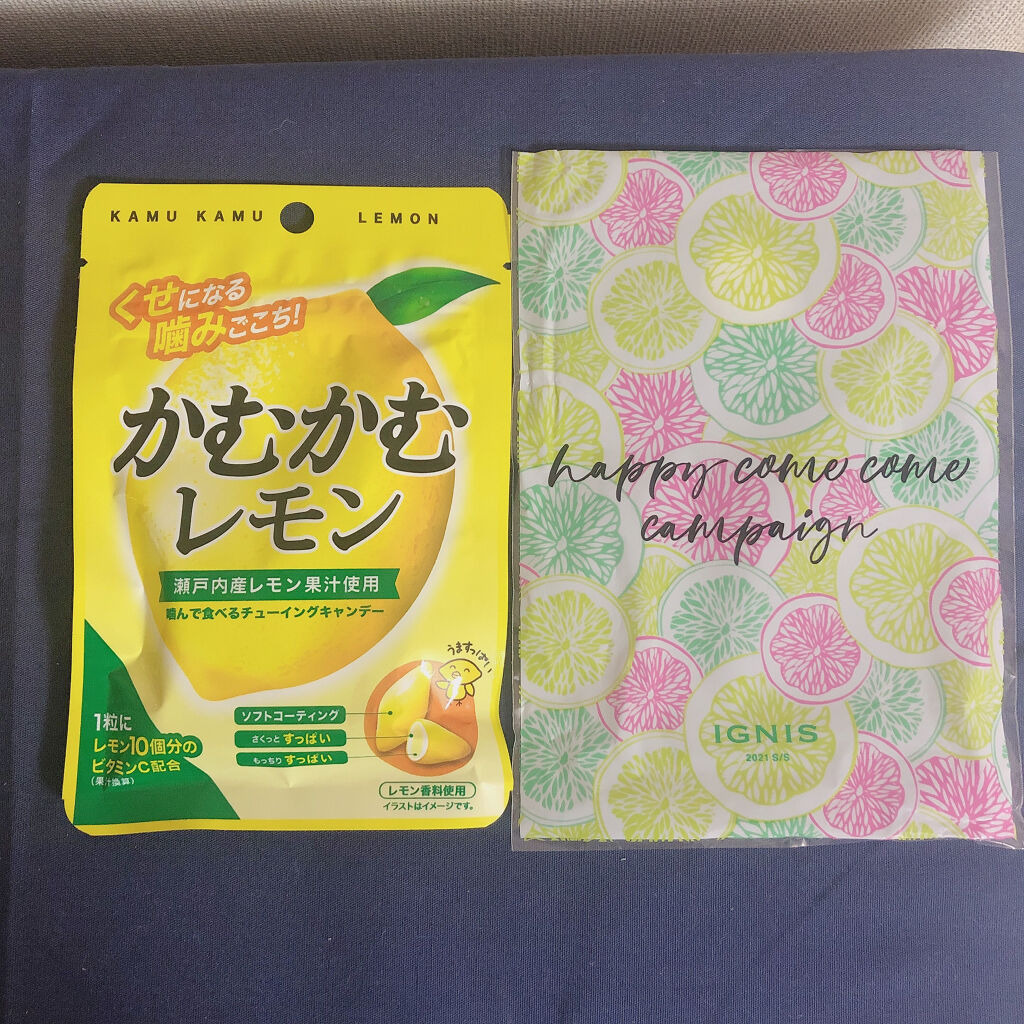 KAMU KAMU LEMON
くせになる
噛みごこち!
かむかむ
レモン
瀬戸内産レモン果汁使用
噛んで食べるチューイングキャンデー
うますっぱい
1粒に
レモン10個分の
ビタミンC配合
(果汁換算)
ソフトコーティング
さくっとすっぱい
もっちりすっぱい
レモン香料使用
イラストはイメージです。
happy come come
campaign
IGNIS
2021 S/S